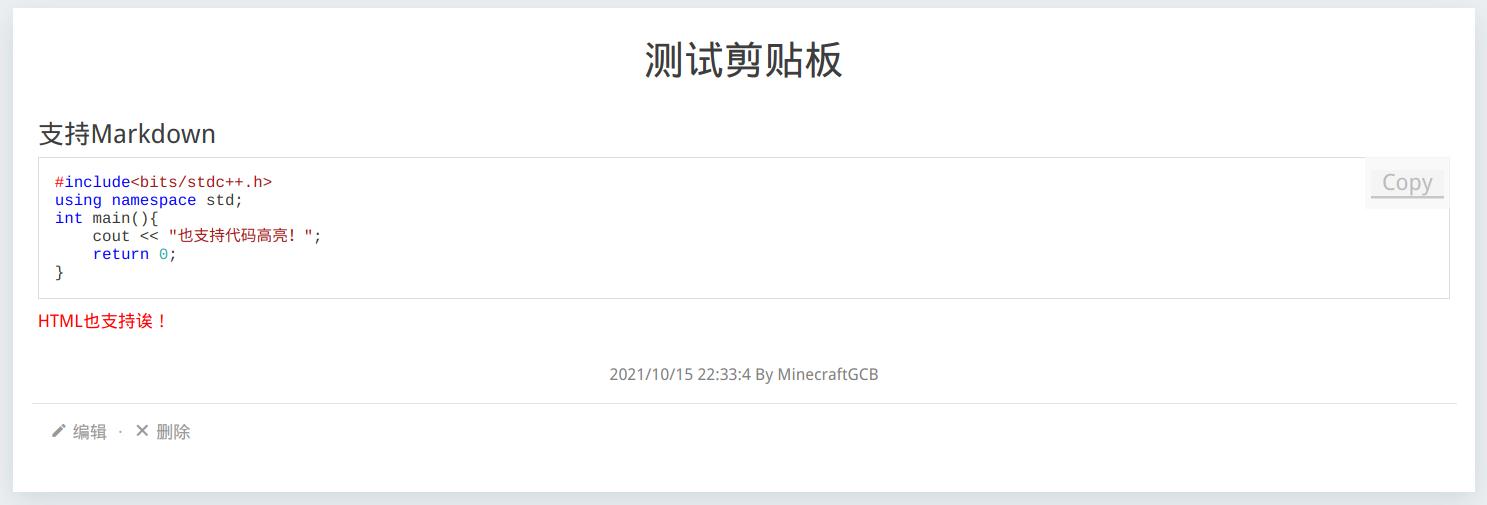 测试剪贴板
支持Markdown
Copy
#include<bits/stdc++.h>
using namespace std;
int main(){
    cout << "也支持代码高亮！";
    return 0;
}
HTML也支持诶！
2021/10/15 22:33:4 By MinecraftGCB
编辑 · 删除